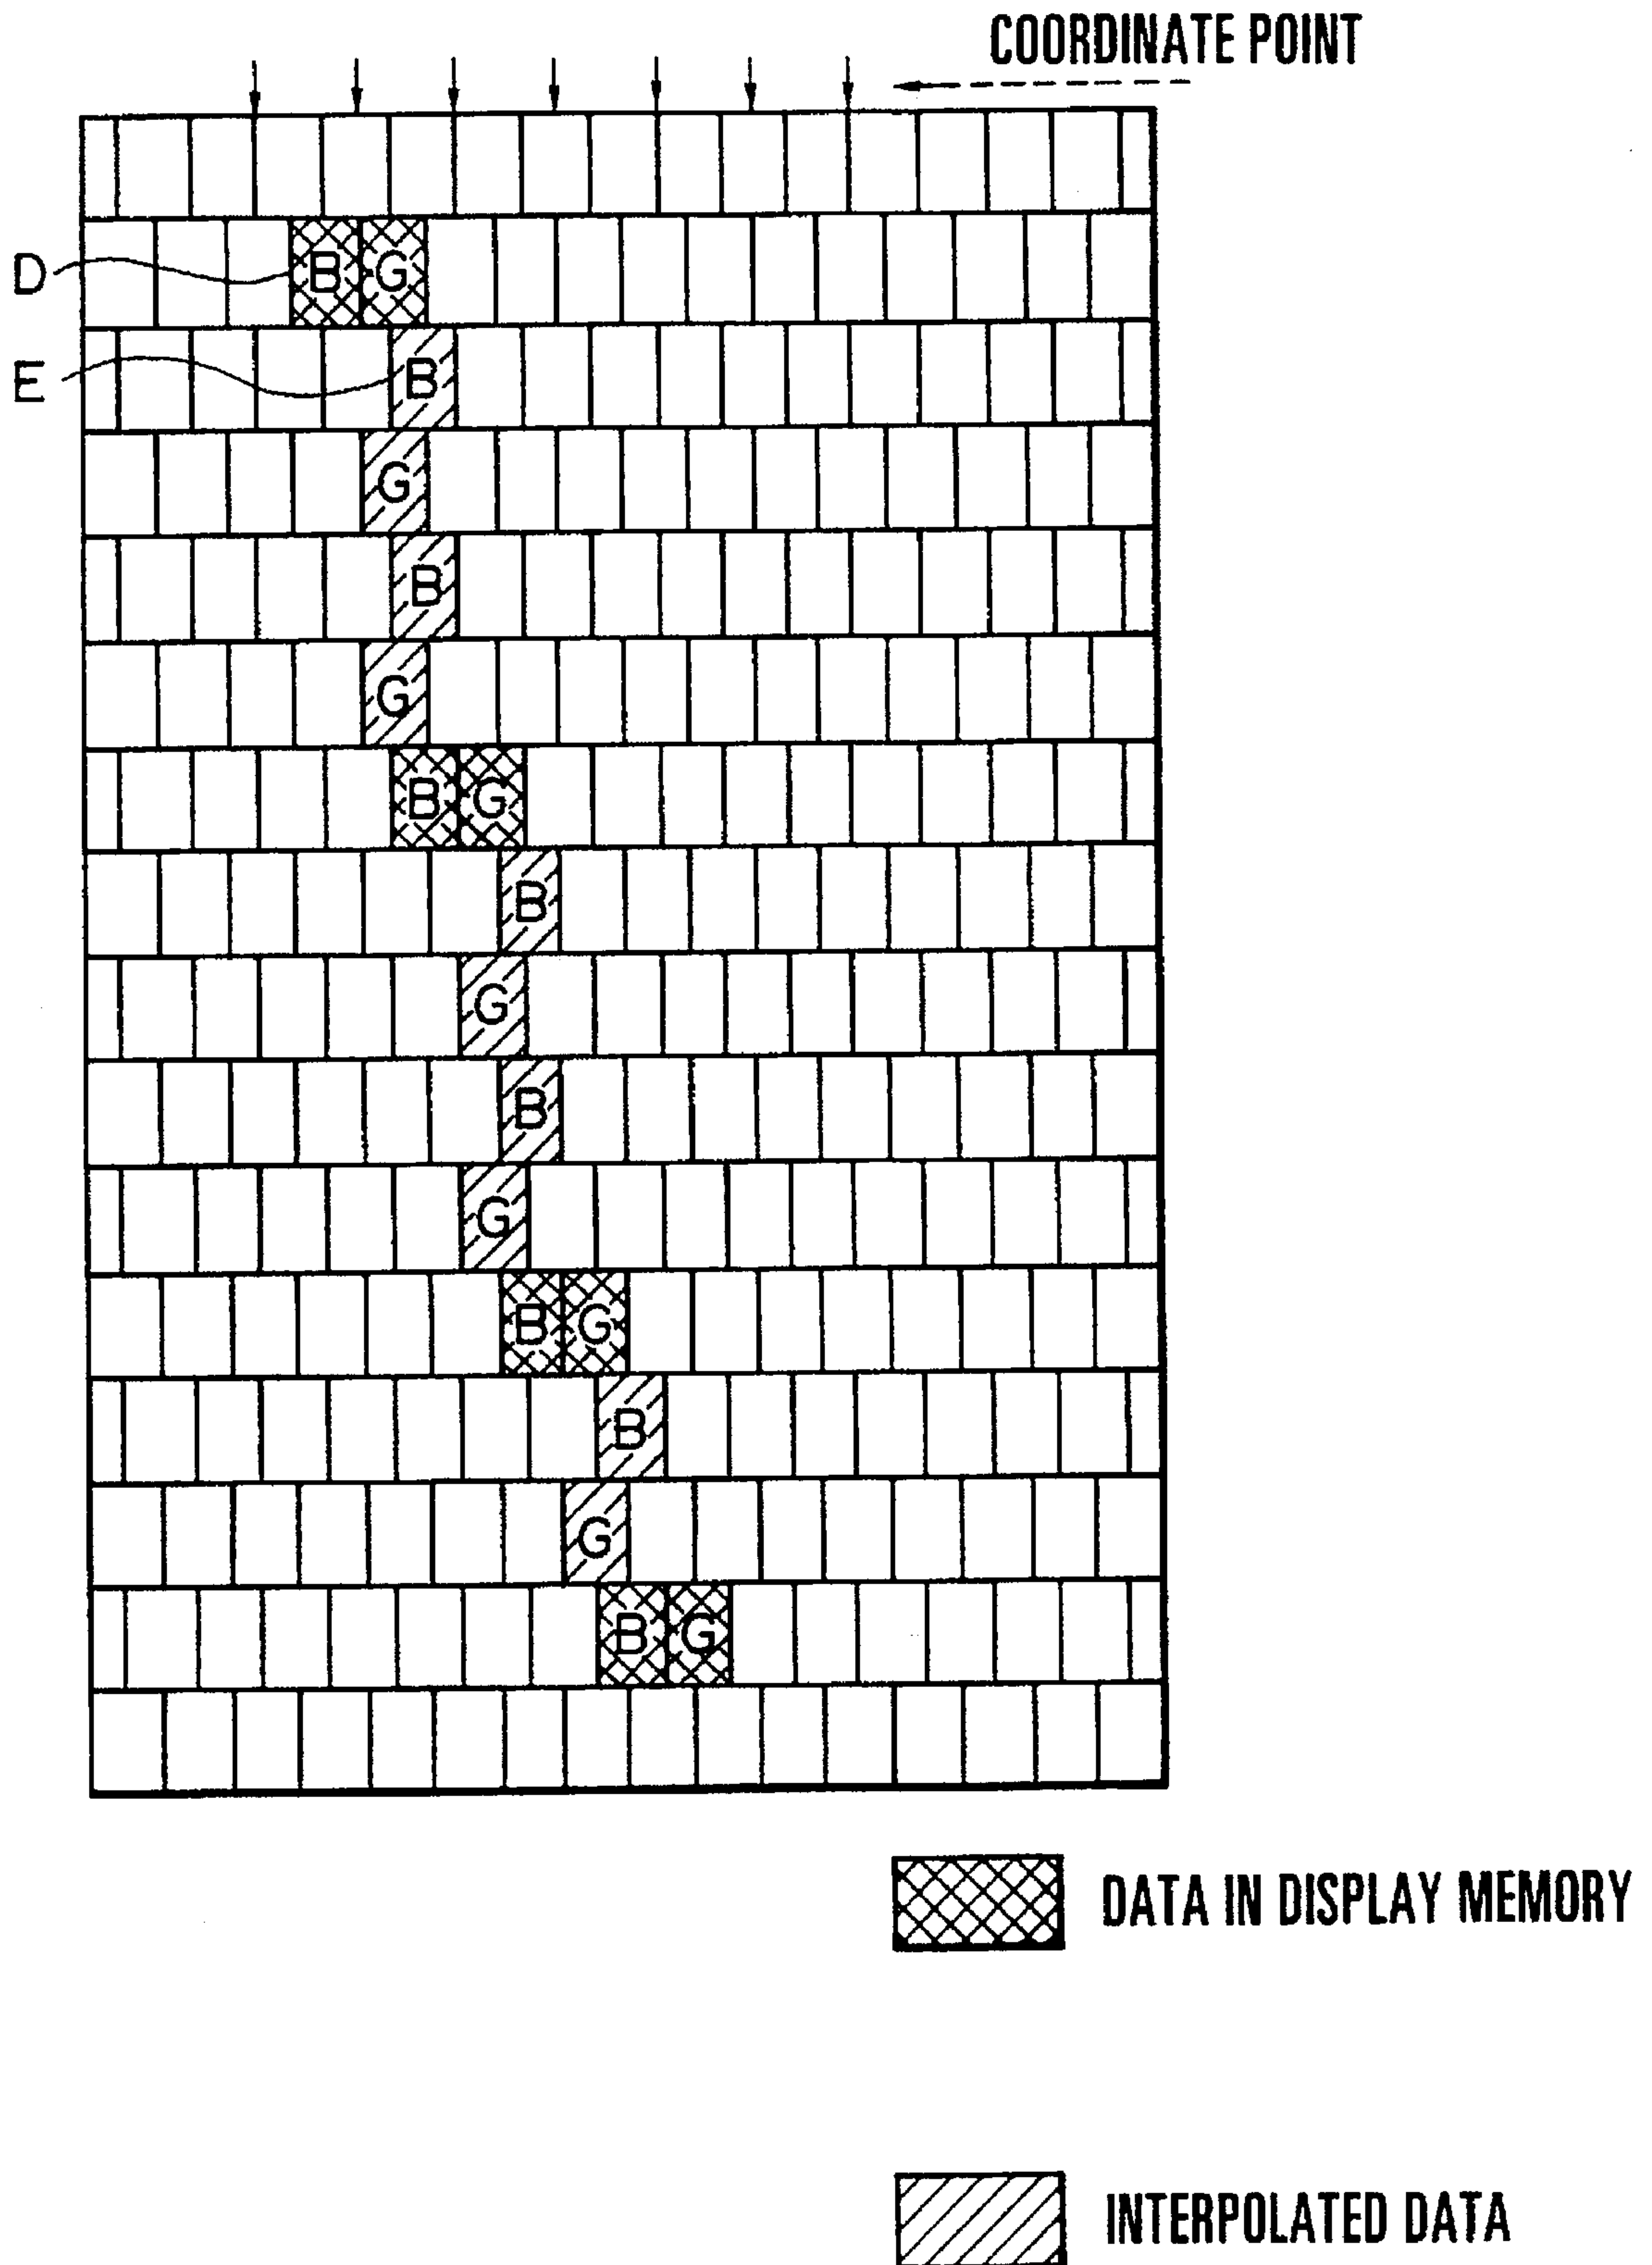 COORDINATE POINT
D B G
E B
G
B
G
B G
B
G
B
G
B G
B
G
B G
DATA IN DISPLAY MEMORY
INTERPOLATED DATA